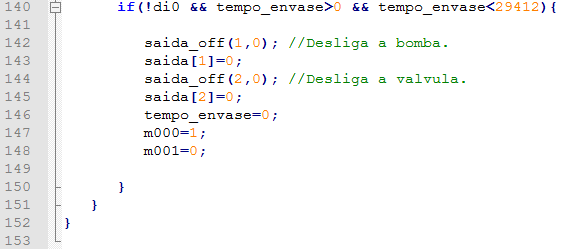 140 if(!di0 && tempo_envase>0 && tempo_envase<29412){
141
142 saida_off(1,0); //Desliga a bomba.
143 saida[1]=0;
144 saida_off(2,0); //Desliga a valvula.
145 saida[2]=0;
146 tempo_envase=0;
147 m000=1;
148 m001=0;
149
150 }
151 }
152 }
153